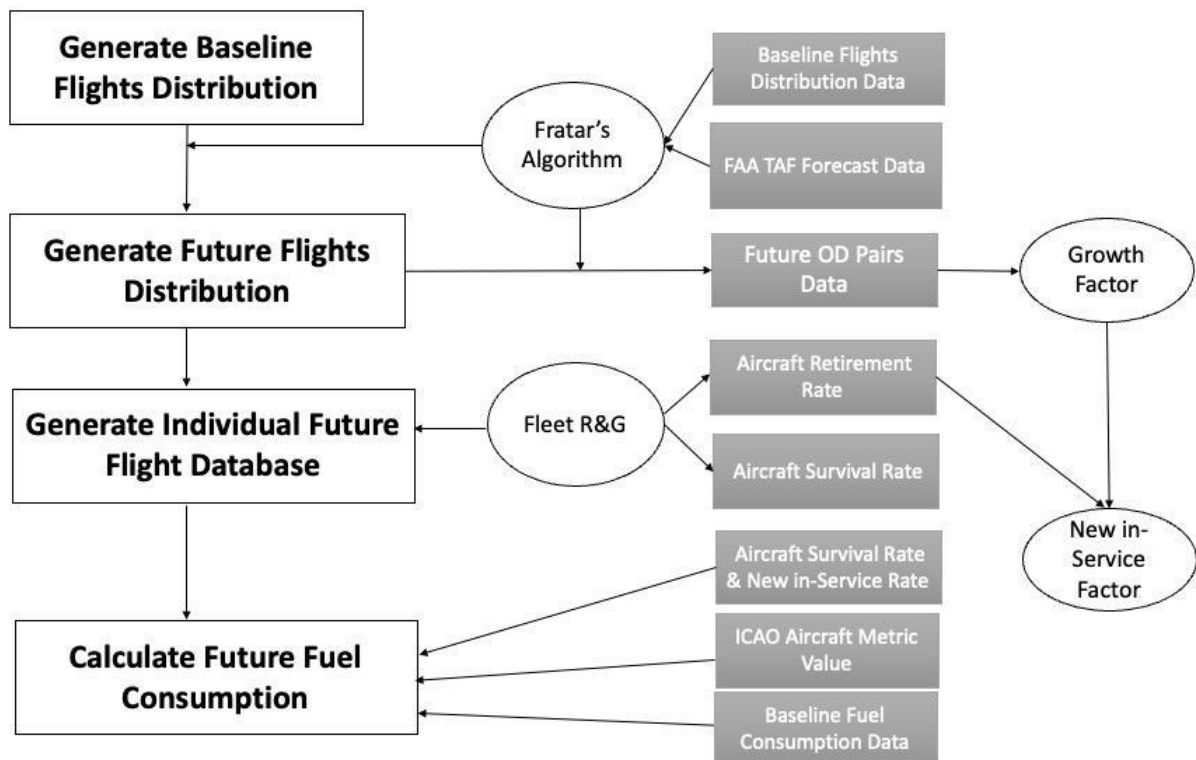 Generate Baseline
Flights Distribution
Baseline Flights
Distribution Data
Fratar's
Algorithm
FAA TAF Forecast Data
Generate Future Flights
Distribution
Future OD Pairs
Data
Growth
Factor
Aircraft Retirement
Rate
Generate Individual Future
Flight Database
Fleet R&G
Aircraft Survival Rate
New in-
Service
Factor
Aircraft Survival Rate
& New in-Service Rate
Calculate Future Fuel
Consumption
ICAO Aircraft Metric
Value
Baseline Fuel
Consumption Data